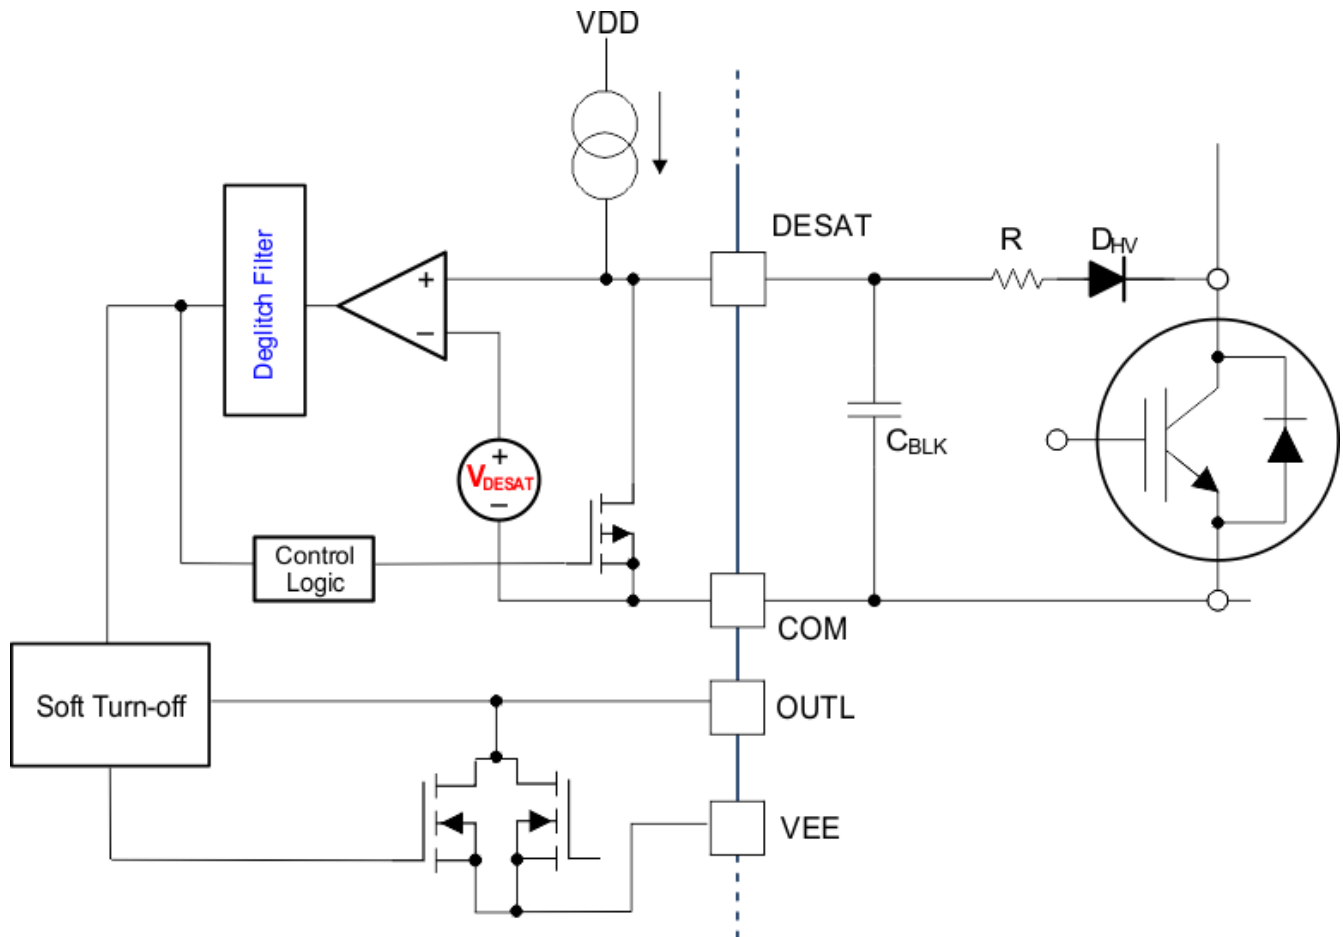 VDD
DESAT
R
DHV
Deglitch Filter
+
−
+
VDESAT
−
CBLK
Control
Logic
COM
Soft Turn-off
OUTL
VEE